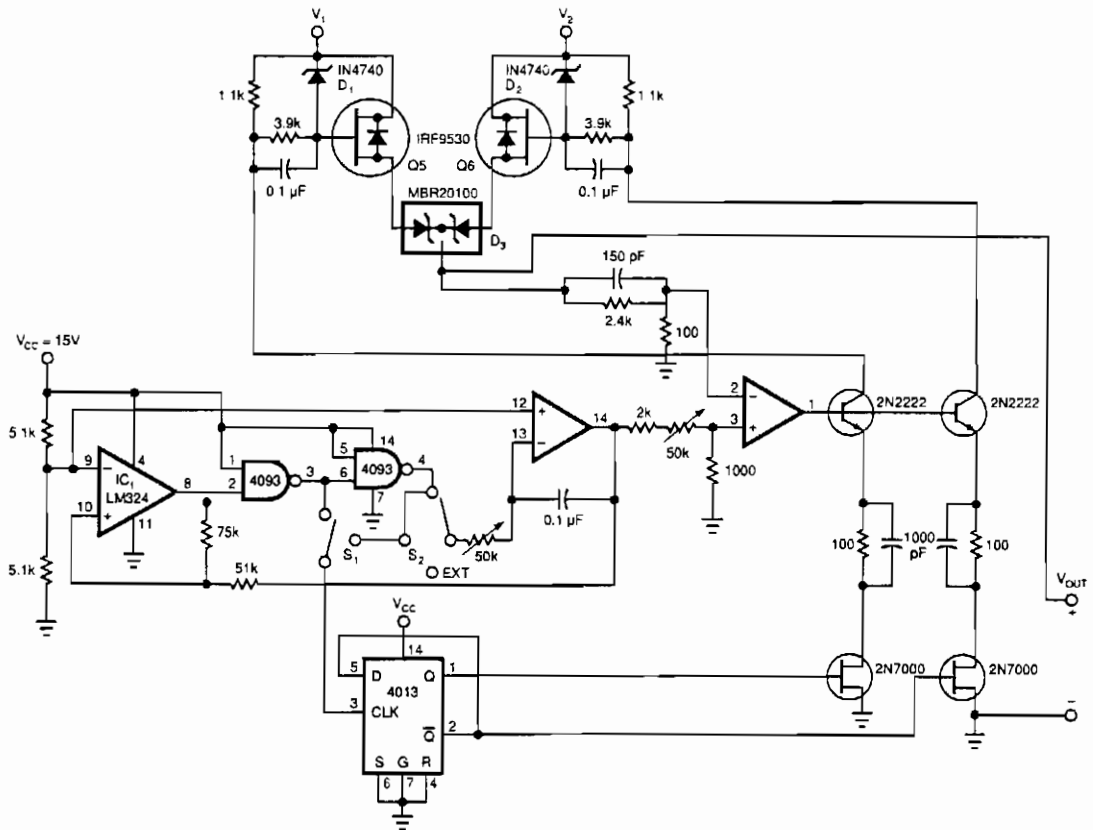 V1
V2
IN4740
D1
IN4740
D2
1 1k
1 1k
3.9k
3.9k
IRF9530
0.1 µF
Q5
Q6
0.1 µF
MBR20100
D3
150 pF
2.4k
100
VCC = 15V
5 1k
9
4
IC1
LM324
8
10
11
5.1k
1
2
4093
3
5
6
14
4093
4
7
75k
51k
S1
S2
EXT
50k
0.1 µF
12
+
13
−
14
2k
50k
1000
2
−
3
+
1
2N2222
2N2222
100
1000
pF
100
VOUT
+
−
2N7000
2N7000
VCC
14
5
D
Q
1
4013
3
CLK
Q
2
S
G
R
6
7
4